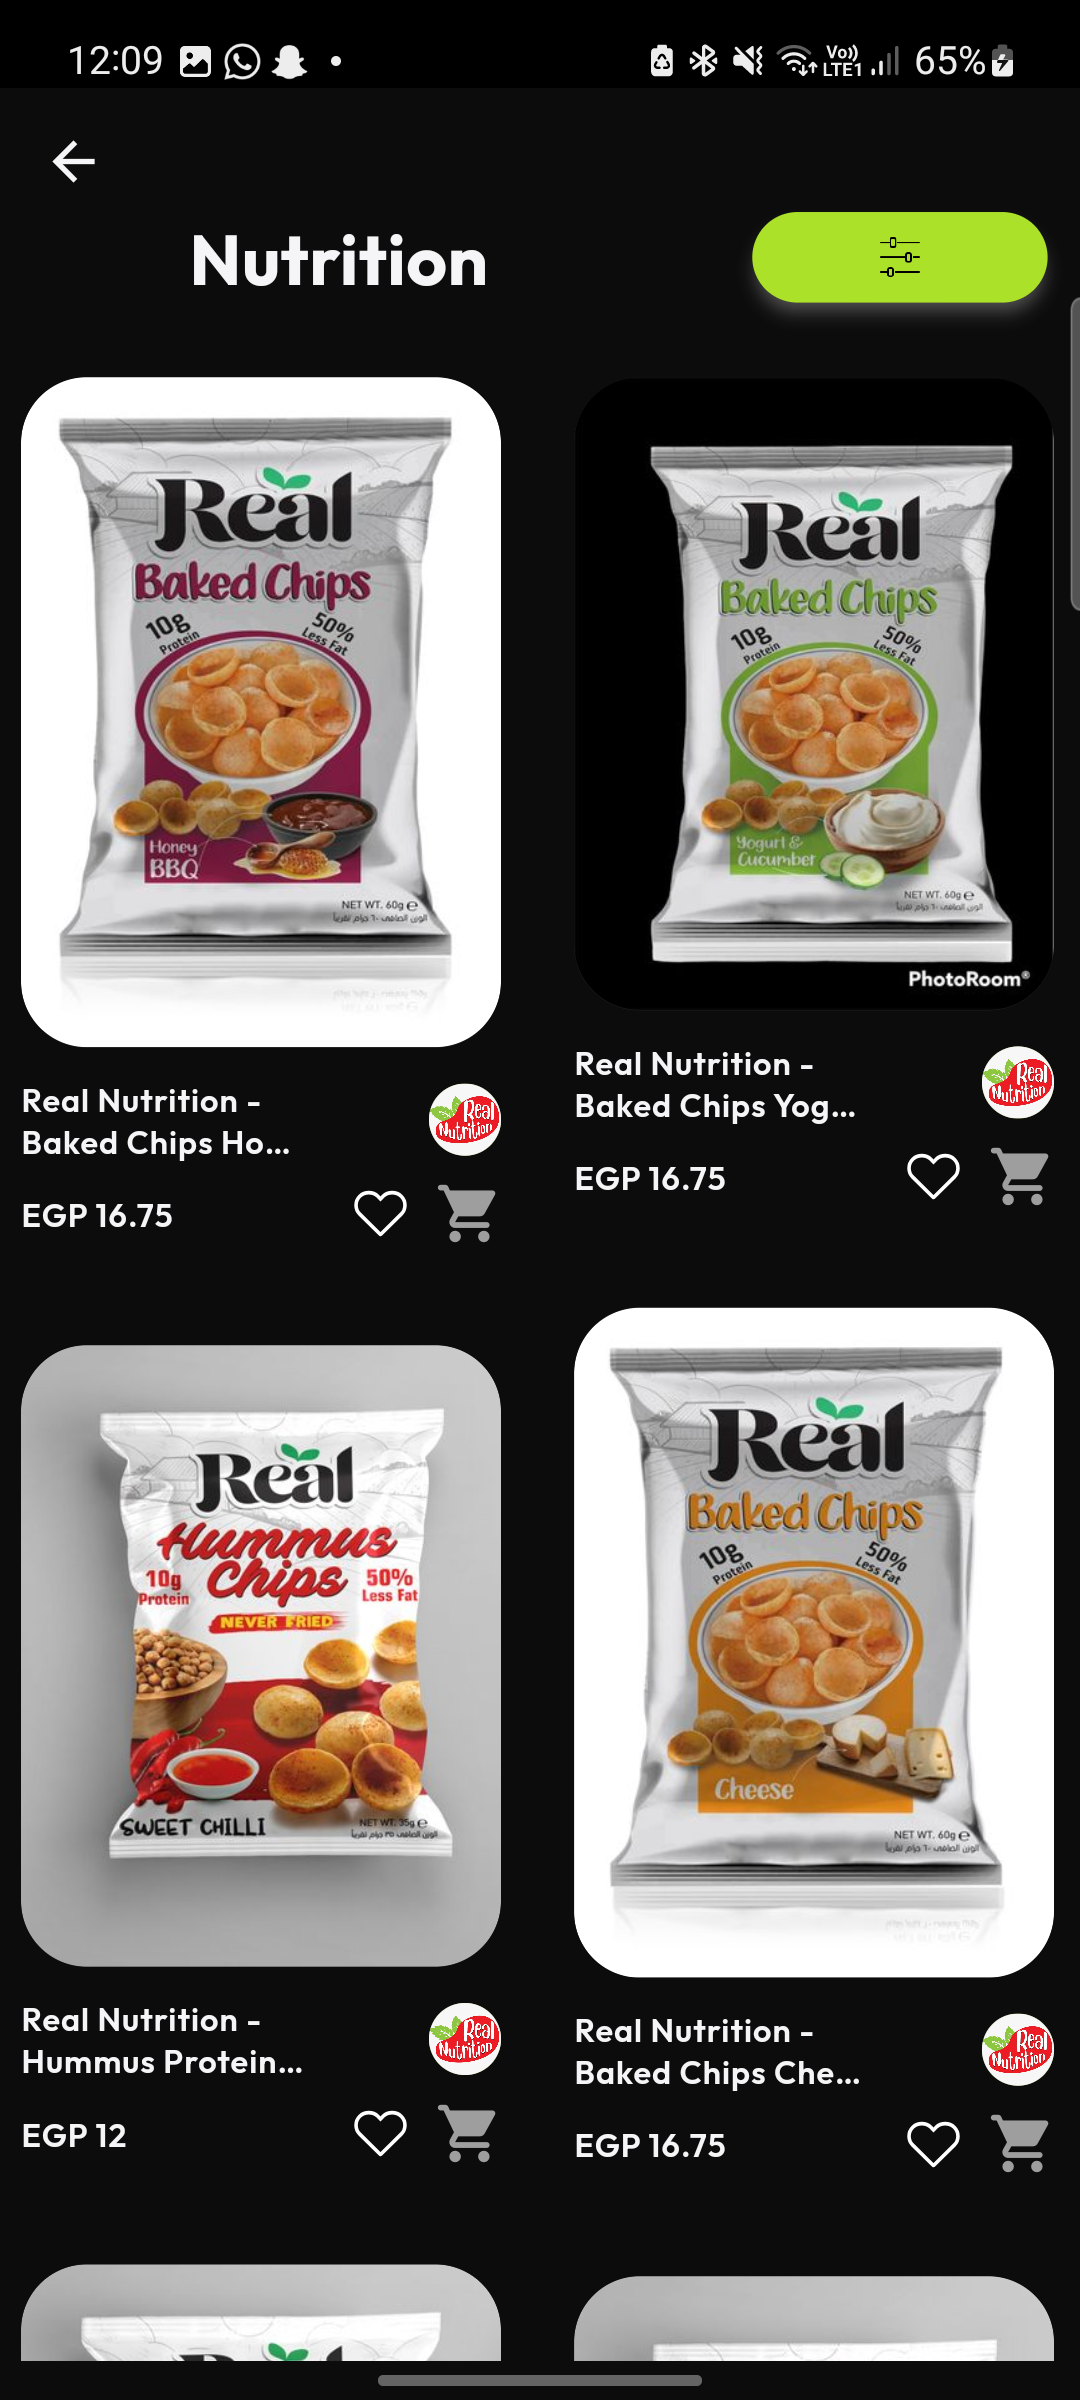 12:09
Vo))
LTE1
65%
Nutrition
Real
Baked Chips
10g
Protein
50%
Less Fat
Honey
BBQ
NET WT. 60g e
الوزن الصافى ٦٠ جرام تقريباً
Real Nutrition -
Baked Chips Ho...
Real
Nutrition
EGP 16.75
Real
Baked Chips
10g
Protein
50%
Less Fat
Yogurt &
Cucumber
NET WT. 60g e
الوزن الصافى ٦٠ جرام تقريباً
PhotoRoom®
Real Nutrition -
Baked Chips Yog...
Real
Nutrition
EGP 16.75
Real
Hummus
Chips
10g
Protein
50%
Less Fat
NEVER FRIED
SWEET CHILLI
NET WT. 35g e
الوزن الصافى ٣٥ جرام تقريباً
Real Nutrition -
Hummus Protein...
Real
Nutrition
EGP 12
Real
Baked Chips
10g
Protein
50%
Less Fat
Cheese
NET WT. 60g e
الوزن الصافى ٦٠ جرام تقريباً
Real Nutrition -
Baked Chips Che...
Real
Nutrition
EGP 16.75